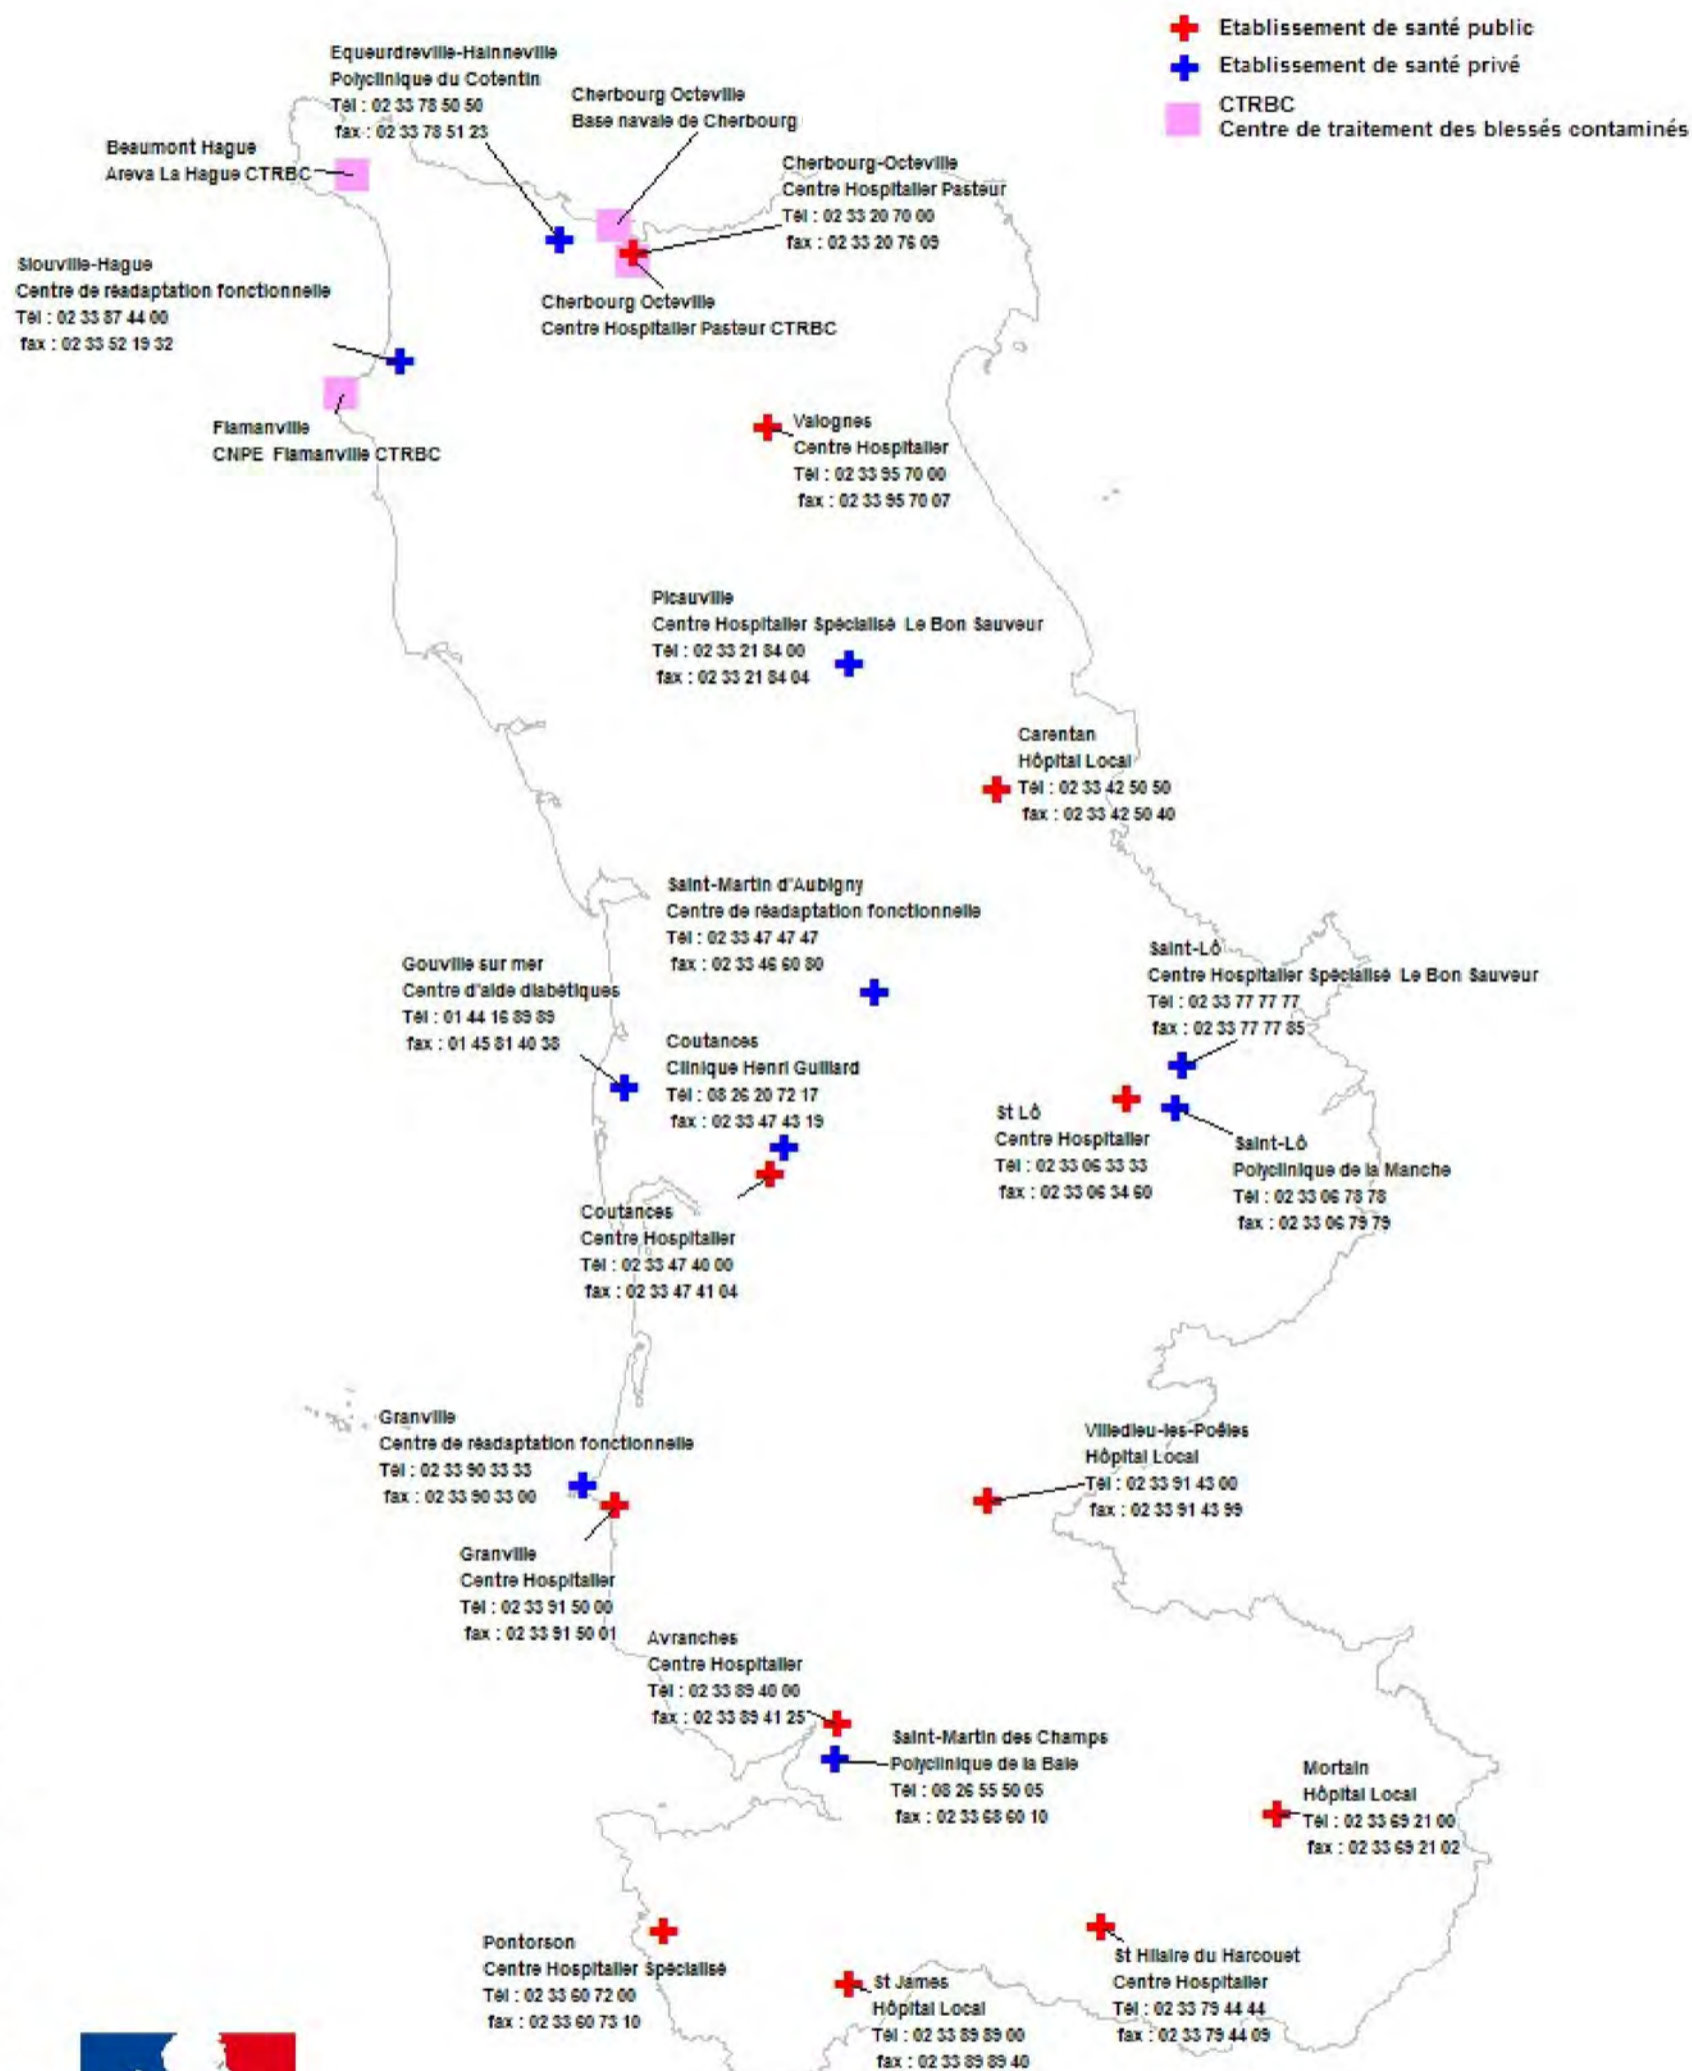 Etablissement de santé public
Etablissement de santé privé
CTRBC
Centre de traitement des blessés contaminés
Equeurdreville-Hainneville
Polyclinique du Cotentin
Tél : 02 33 78 50 50
fax : 02 33 78 51 23
Cherbourg Octeville
Base navale de Cherbourg
Beaumont Hague
Areva La Hague CTRBC
Cherbourg-Octeville
Centre Hospitalier Pasteur
Tél : 02 33 20 70 00
fax : 02 33 20 76 09
Siouville-Hague
Centre de réadaptation fonctionnelle
Tél : 02 33 87 44 00
fax : 02 33 52 19 32
Cherbourg Octeville
Centre Hospitalier Pasteur CTRBC
Flamanville
CNPE Flamanville CTRBC
Valognes
Centre Hospitalier
Tél : 02 33 95 70 00
fax : 02 33 95 70 07
Picauville
Centre Hospitalier Spécialisé Le Bon Sauveur
Tél : 02 33 21 84 00
fax : 02 33 21 84 04
Carentan
Hôpital Local
Tél : 02 33 42 50 50
fax : 02 33 42 50 40
Saint-Martin d'Aubigny
Centre de réadaptation fonctionnelle
Tél : 02 33 47 47 47
fax : 02 33 46 60 80
Gouville sur mer
Centre d'aide diabétiques
Tél : 01 44 16 89 89
fax : 01 45 81 40 38
Saint-Lô
Centre Hospitalier Spécialisé Le Bon Sauveur
Tél : 02 33 77 77 77
fax : 02 33 77 77 85
Coutances
Clinique Henri Guillard
Tél : 08 26 20 72 17
fax : 02 33 47 43 19
St Lô
Centre Hospitalier
Tél : 02 33 06 33 33
fax : 02 33 06 34 60
Saint-Lô
Polyclinique de la Manche
Tél : 02 33 06 78 78
fax : 02 33 06 79 79
Coutances
Centre Hospitalier
Tél : 02 33 47 40 00
fax : 02 33 47 41 04
Granville
Centre de réadaptation fonctionnelle
Tél : 02 33 90 33 33
fax : 02 33 90 33 00
Villedieu-les-Poêles
Hôpital Local
Tél : 02 33 91 43 00
fax : 02 33 91 43 99
Granville
Centre Hospitalier
Tél : 02 33 91 50 00
fax : 02 33 91 50 01
Avranches
Centre Hospitalier
Tél : 02 33 89 40 00
fax : 02 33 89 41 25
Saint-Martin des Champs
Polyclinique de la Baie
Tél : 08 26 55 50 05
fax : 02 33 68 60 10
Mortain
Hôpital Local
Tél : 02 33 69 21 00
fax : 02 33 69 21 02
Pontorson
Centre Hospitalier Spécialisé
Tél : 02 33 60 72 00
fax : 02 33 60 73 10
St James
Hôpital Local
Tél : 02 33 89 89 00
fax : 02 33 89 89 40
St Hilaire du Harcouet
Centre Hospitalier
Tél : 02 33 79 44 44
fax : 02 33 79 44 09